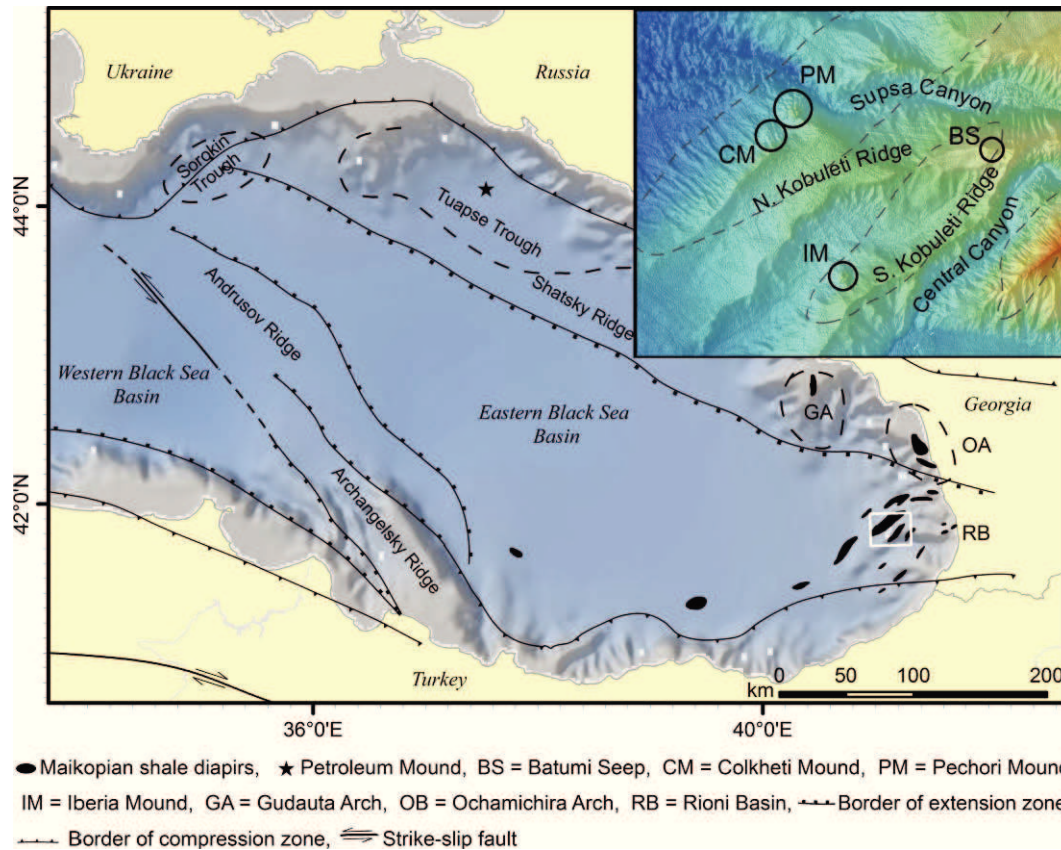 Ukraine
Russia
Sorokin
Trough
Tuapse Trough
Shatsky Ridge
Andrusov Ridge
Western Black Sea
Basin
Eastern Black Sea
Basin
Archangelsky Ridge
Turkey
Georgia
GA
OA
RB
PM
CM
Supsa Canyon
BS
N. Kobuleti Ridge
IM
S. Kobuleti Ridge
Central Canyon
44°0'N
42°0'N
36°0'E
40°0'E
km
0 50 100 200
Maikopian shale diapirs, Petroleum Mound, BS = Batumi Seep, CM = Colkheti Mound, PM = Pechori Mound
IM = Iberia Mound, GA = Gudauta Arch, OB = Ochamichira Arch, RB = Rioni Basin, Border of extension zone
Border of compression zone, Strike-slip fault